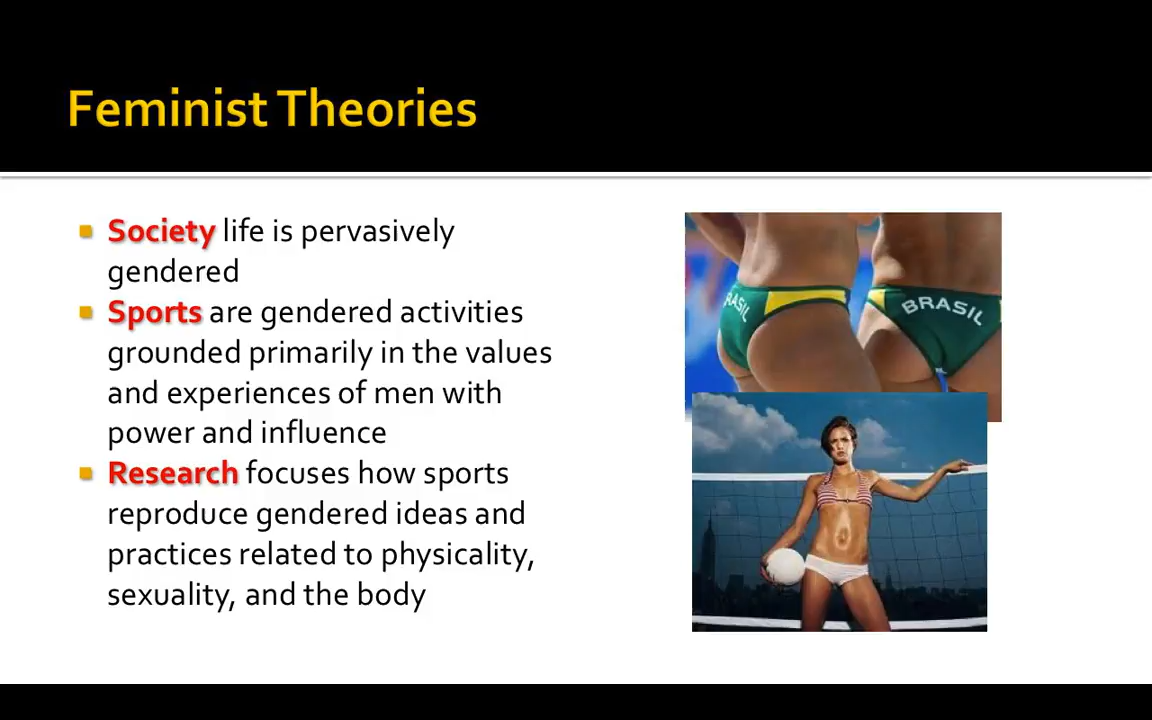 Feminist Theories
Society life is pervasively
gendered
Sports are gendered activities
grounded primarily in the values
and experiences of men with
power and influence
Research focuses how sports
reproduce gendered ideas and
practices related to physicality,
sexuality, and the body
BRASIL
BRASIL